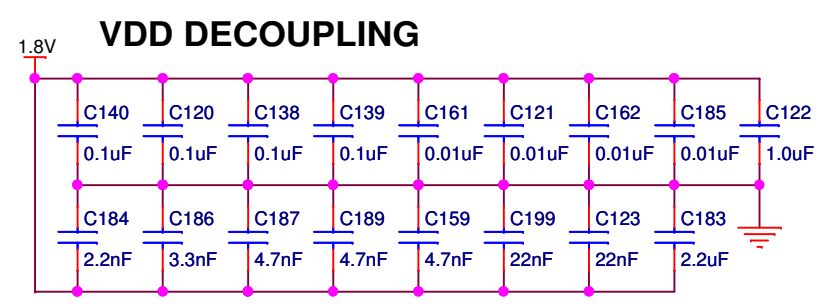 VDD DECOUPLING
1.8V
C140 C120 C138 C139 C161 C121 C162 C185 C122
0.1uF 0.1uF 0.1uF 0.1uF 0.01uF 0.01uF 0.01uF 0.01uF 1.0uF
C184 C186 C187 C189 C159 C199 C123 C183
2.2nF 3.3nF 4.7nF 4.7nF 4.7nF 22nF 22nF 2.2uF